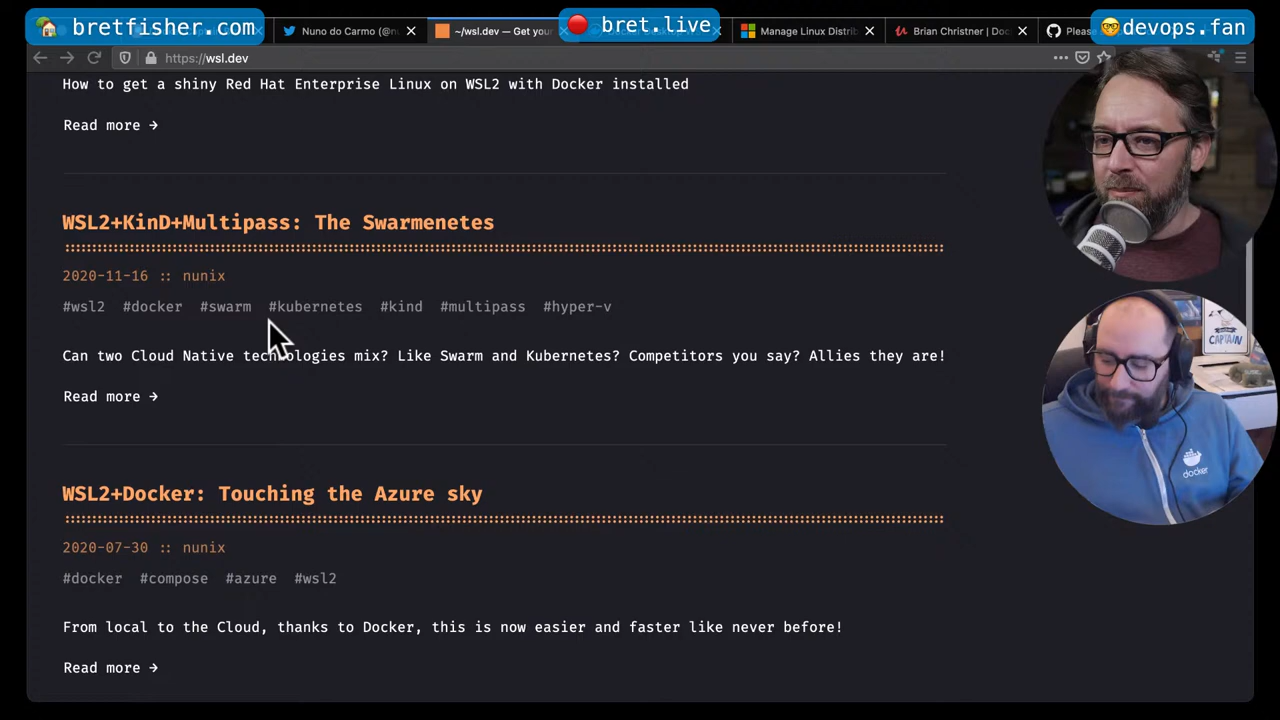 bretfisher.com
bret.live
devops.fan
Nuno do Carmo (@nu
~/wsl.dev — Get your
Manage Linux Distrib
Brian Christner | Doc
Please
https://wsl.dev
How to get a shiny Red Hat Enterprise Linux on WSL2 with Docker installed
Read more →
WSL2+KinD+Multipass: The Swarmenetes
2020-11-16 :: nunix
#wsl2 #docker #swarm #kubernetes #kind #multipass #hyper-v
Can two Cloud Native technologies mix? Like Swarm and Kubernetes? Competitors you say? Allies they are!
Read more →
WSL2+Docker: Touching the Azure sky
2020-07-30 :: nunix
#docker #compose #azure #wsl2
From local to the Cloud, thanks to Docker, this is now easier and faster like never before!
Read more →
CAPTAIN
docker